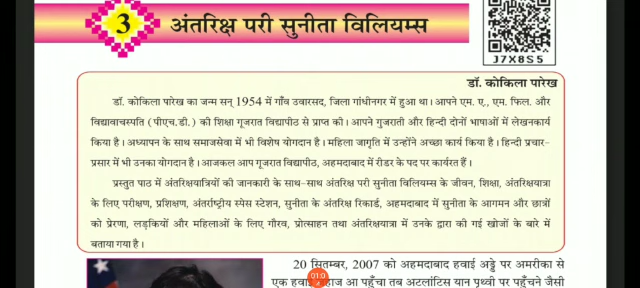 3 अंतरिक्ष परी सुनीता विलियम्स
J7X8S5
डॉ. कोकिला पारेख
डॉ. कोकिला पारेख का जन्म सन् 1954 में गाँव उवारसद, जिला गांधीनगर में हुआ था। आपने एम. ए., एम. फिल. और
विद्यावाचस्पति (पीएच.डी.) की शिक्षा गूजरात विद्यापीठ से प्राप्त की। आपने गुजराती और हिन्दी दोनों भाषाओं में लेखनकार्य
किया है। अध्यापन के साथ समाजसेवा में भी विशेष योगदान है। महिला जागृति में उन्होंने अच्छा कार्य किया है। हिन्दी प्रचार-
प्रसार में भी उनका योगदान है। आजकल आप गूजरात विद्यापीठ, अहमदाबाद में रीडर के पद पर कार्यरत हैं।
प्रस्तुत पाठ में अंतरिक्षयात्रियों की जानकारी के साथ-साथ अंतरिक्ष परी सुनीता विलियम्स के जीवन, शिक्षा, अंतरिक्षयात्रा
के लिए परीक्षण, प्रशिक्षण, अंतर्राष्ट्रीय स्पेस स्टेशन, सुनीता के अंतरिक्ष रिकार्ड, अहमदाबाद में सुनीता के आगमन और छात्रों
को प्रेरणा, लड़कियों और महिलाओं के लिए गौरव, प्रोत्साहन तथा अंतरिक्षयात्रा में उनके द्वारा की गई खोजों के बारे में
बताया गया है।
20 सितम्बर, 2007 को अहमदाबाद हवाई अड्डे पर अमरीका से
एक हवाई जहाज आ पहुँचा तब अटलांटिस यान पृथ्वी पर पहुँचने जैसी